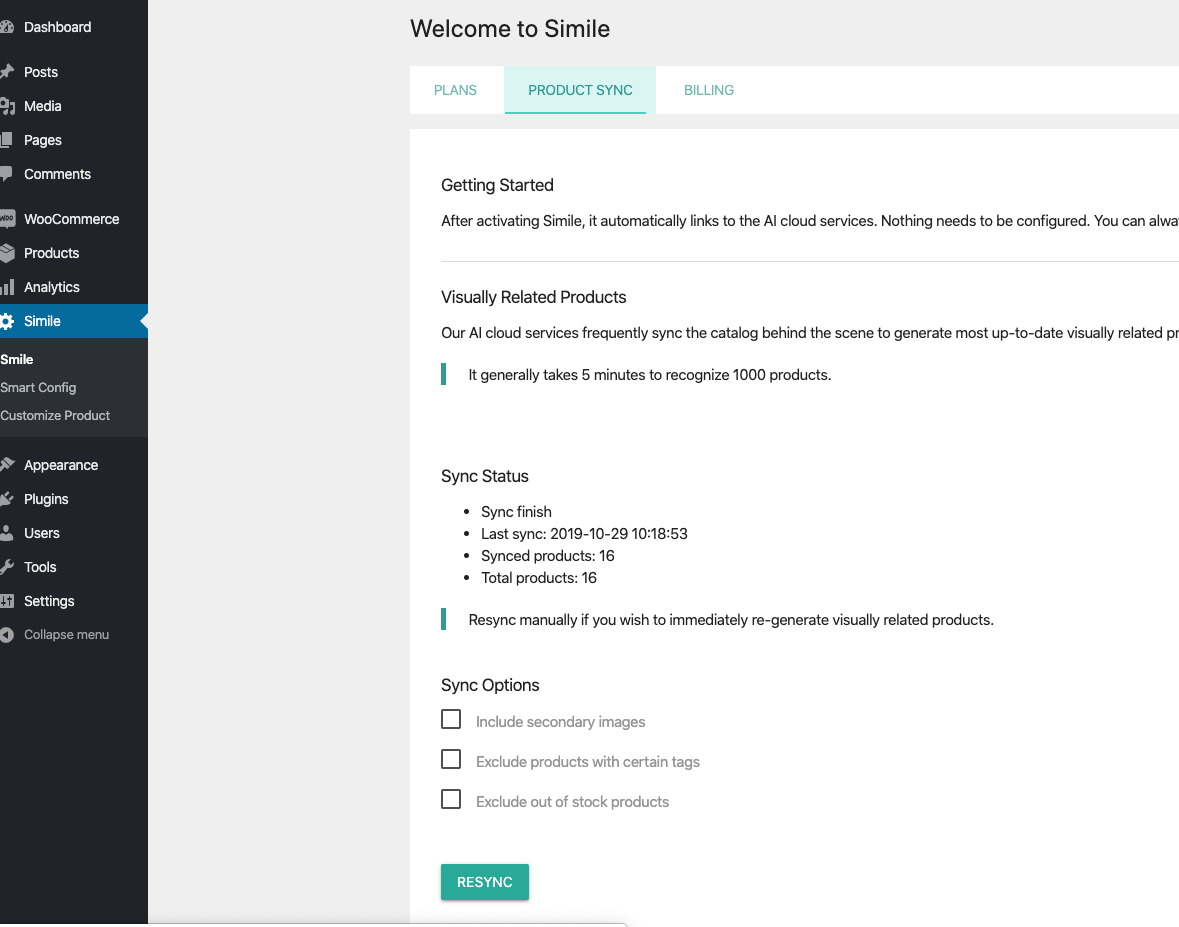 Dashboard
Posts
Media
Pages
Comments
WOO WooCommerce
Products
Analytics
Simile
Smile
Smart Config
Customize Product
Appearance
Plugins
Users
Tools
Settings
Collapse menu
Welcome to Simile
PLANS
PRODUCT SYNC
BILLING
Getting Started
After activating Simile, it automatically links to the AI cloud services. Nothing needs to be configured. You can alwa
Visually Related Products
Our AI cloud services frequently sync the catalog behind the scene to generate most up-to-date visually related pr
It generally takes 5 minutes to recognize 1000 products.
Sync Status
Sync finish
Last sync: 2019-10-29 10:18:53
Synced products: 16
Total products: 16
Resync manually if you wish to immediately re-generate visually related products.
Sync Options
Include secondary images
Exclude products with certain tags
Exclude out of stock products
RESYNC